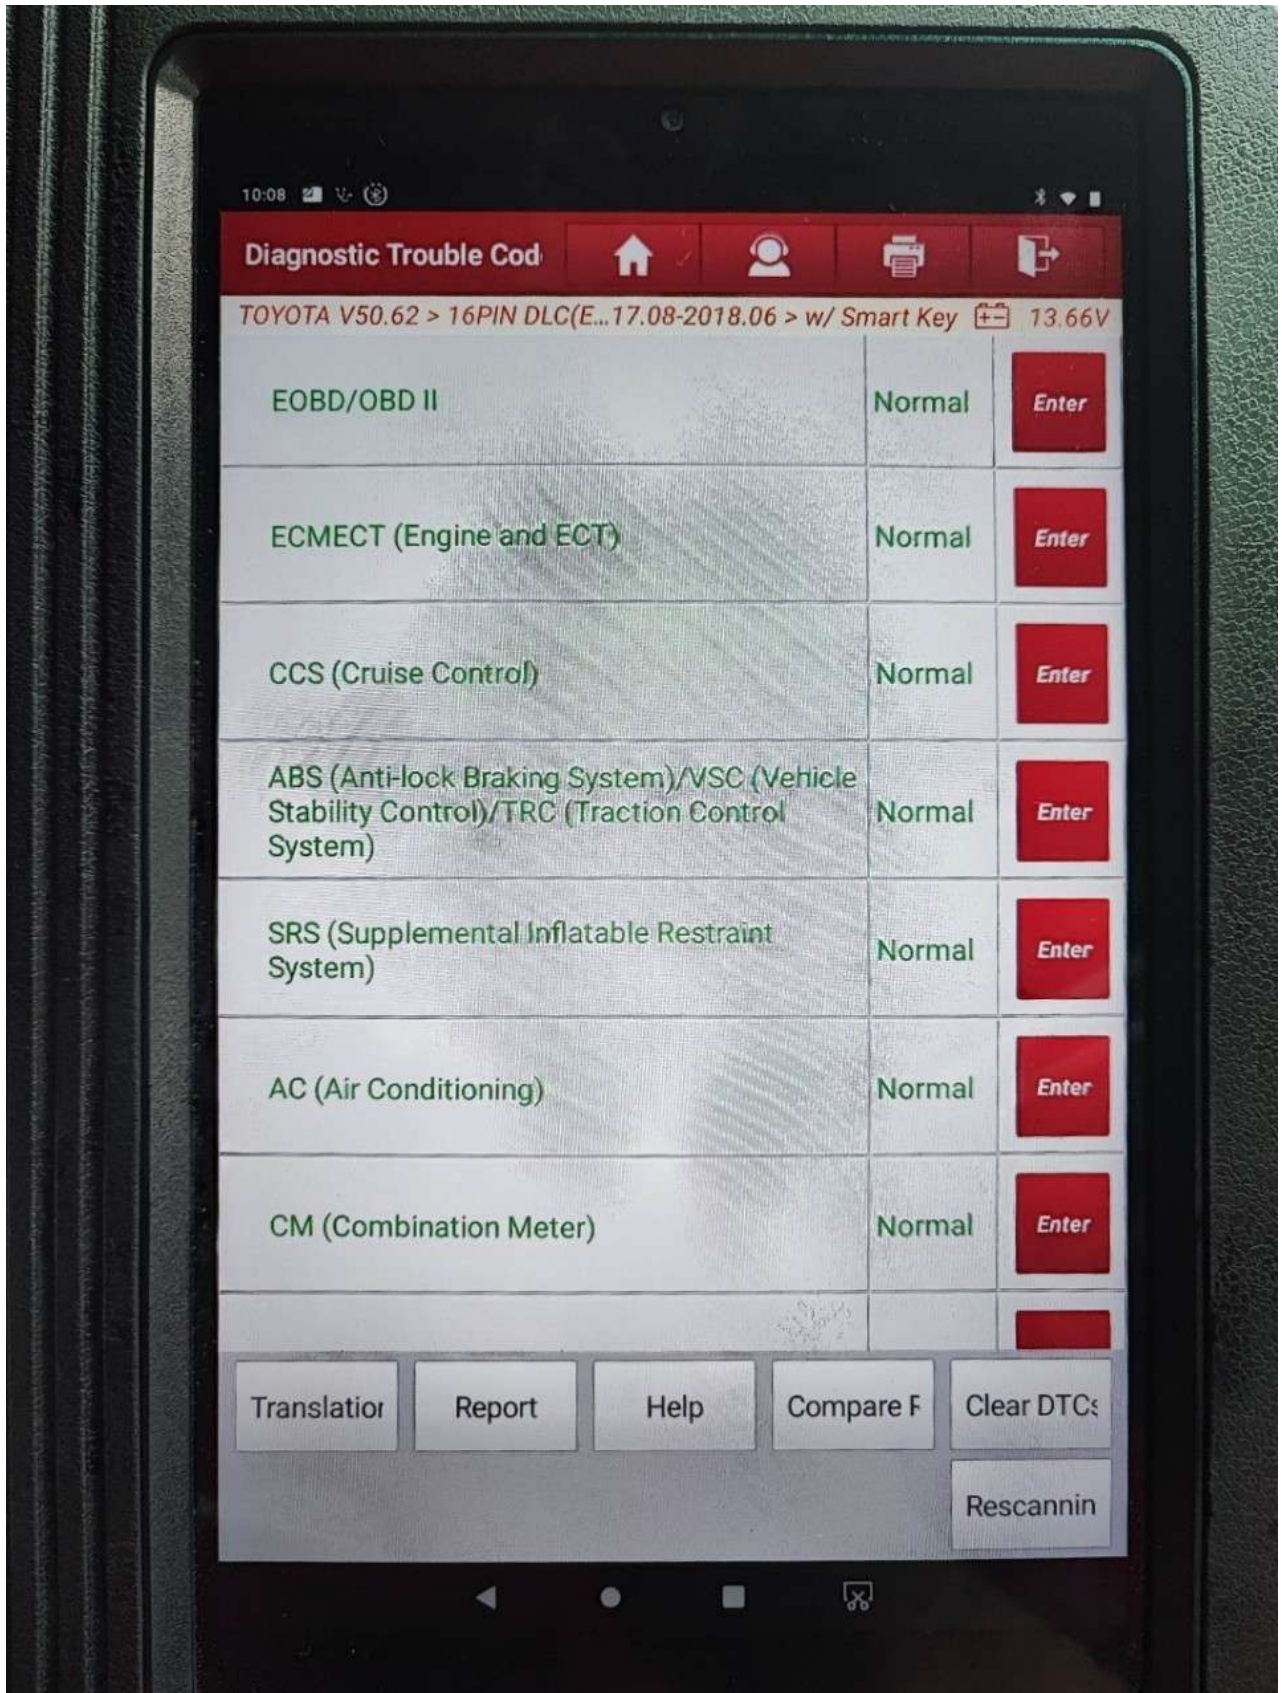 10:08
Diagnostic Trouble Cod
TOYOTA V50.62 > 16PIN DLC(E...17.08-2018.06 > w/ Smart Key 13.66V
EOBD/OBD II Normal Enter
ECMECT (Engine and ECT) Normal Enter
CCS (Cruise Control) Normal Enter
ABS (Anti-lock Braking System)/VSC (Vehicle
Stability Control)/TRC (Traction Control
System) Normal Enter
SRS (Supplemental Inflatable Restraint
System) Normal Enter
AC (Air Conditioning) Normal Enter
CM (Combination Meter) Normal Enter
Translation Report Help Compare R Clear DTCs
Rescannin